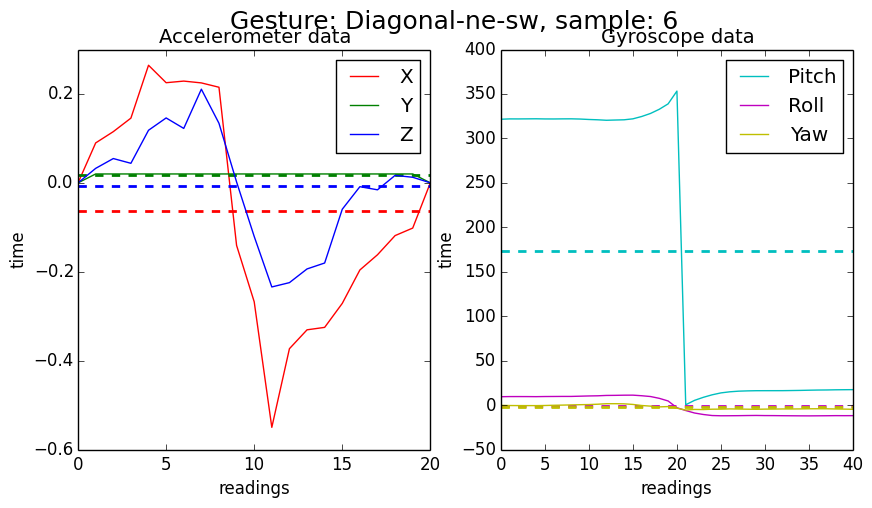 Gesture: Diagonal-ne-sw, sample: 6
Accelerometer data
X
Y
Z
0.2
0.0
−0.2
−0.4
−0.6
time
0
5
10
15
20
readings
Gyroscope data
Pitch
Roll
Yaw
400
350
300
250
200
150
100
50
0
−50
time
0
5
10
15
20
25
30
35
40
readings